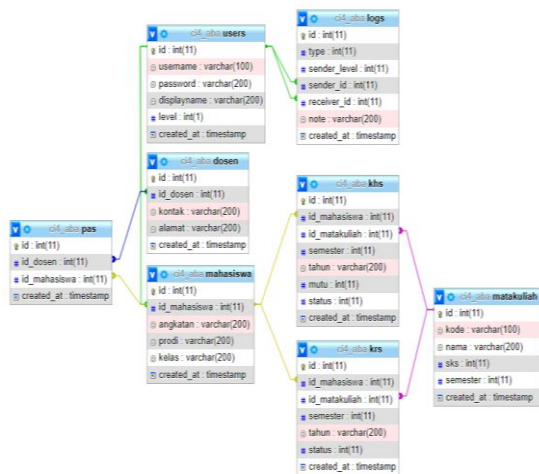 ci4_aba users
id : int(11)
username : varchar(100)
password : varchar(200)
displayname : varchar(200)
level : int(1)
created_at : timestamp
ci4_aba logs
id : int(11)
type : int(11)
sender_level : int(11)
sender_id : int(11)
receiver_id : int(11)
note : varchar(200)
created_at : timestamp
ci4_aba dosen
id : int(11)
id_dosen : int(11)
kontak : varchar(200)
alamat : varchar(200)
created_at : timestamp
ci4_aba khs
id : int(11)
id_mahasiswa : int(11)
id_matakuliah : int(11)
semester : int(11)
tahun : varchar(200)
mutu : int(11)
status : int(11)
created_at : timestamp
ci4_aba pas
id : int(11)
id_dosen : int(11)
id_mahasiswa : int(11)
created_at : timestamp
ci4_aba mahasiswa
id : int(11)
id_mahasiswa : int(11)
angkatan : varchar(200)
prodi : varchar(200)
kelas : varchar(200)
created_at : timestamp
ci4_aba matakuliah
id : int(11)
kode : varchar(100)
nama : varchar(200)
sks : int(11)
semester : int(11)
created_at : timestamp
ci4_aba krs
id : int(11)
id_mahasiswa : int(11)
id_matakuliah : int(11)
semester : int(11)
tahun : varchar(200)
status : int(11)
created_at : timestamp